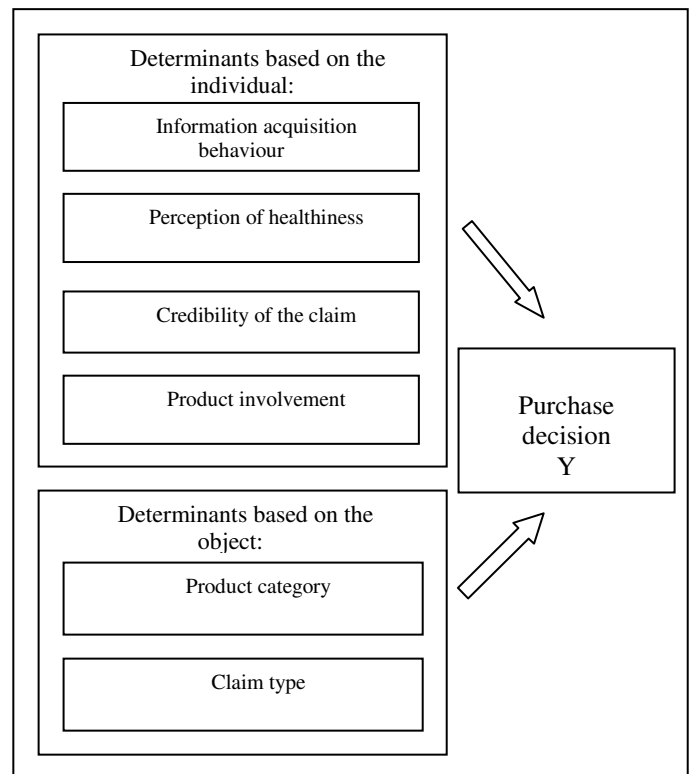 Determinants based on the
individual:
Information acquisition
behaviour
Perception of healthiness
Credibility of the claim
Product involvement
Purchase
decision
Y
Determinants based on the
object:
Product category
Claim type